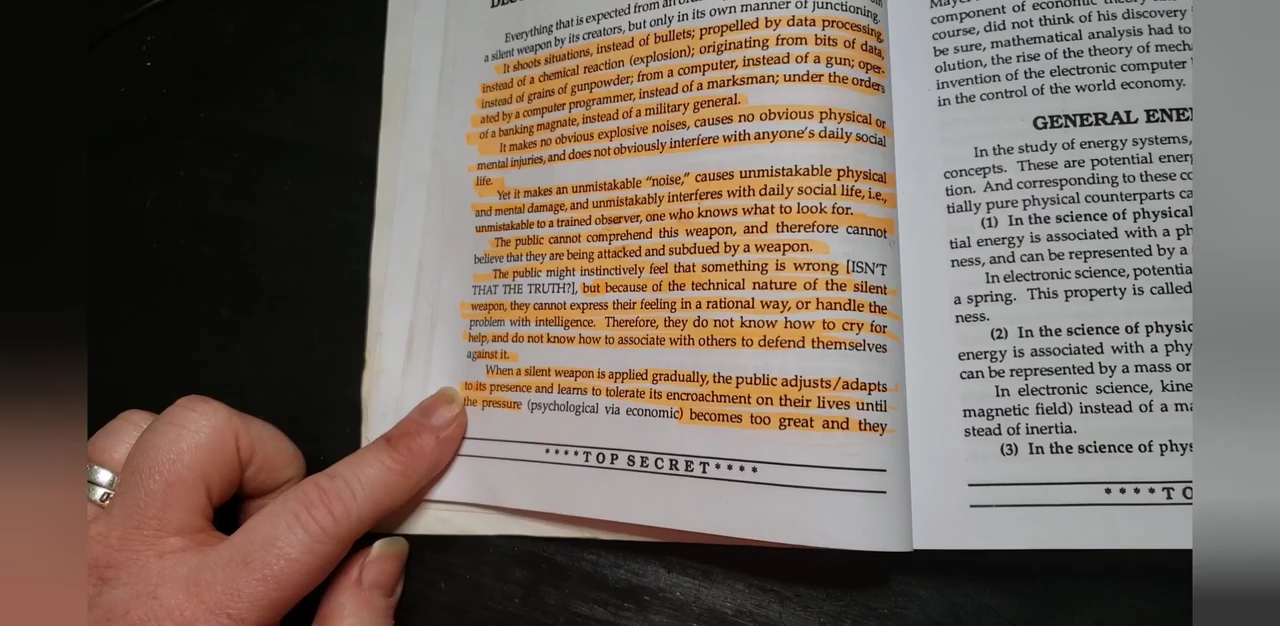 Everything that is expected from an
a silent weapon by its creators, but only in its own manner of junctioning.
It shoots situations, instead of bullets; propelled by data processing,
instead of a chemical reaction (explosion); originating from bits of data,
instead of grains of gunpowder; from a computer, instead of a gun; oper-
ated by a computer programmer, instead of a marksman; under the orders
of a banking magnate, instead of a military general.
It makes no obvious explosive noises, causes no obvious physical or
mental injuries, and does not obviously interfere with anyone's daily social
life.
Yet it makes an unmistakable "noise," causes unmistakable physical
and mental damage, and unmistakably interferes with daily social life, i.e.,
unmistakable to a trained observer, one who knows what to look for.
The public cannot comprehend this weapon, and therefore cannot
believe that they are being attacked and subdued by a weapon.
The public might instinctively feel that something is wrong [ISN'T
THAT THE TRUTH?], but because of the technical nature of the silent
weapon, they cannot express their feeling in a rational way, or handle the
problem with intelligence. Therefore, they do not know how to cry for
help, and do not know how to associate with others to defend themselves
against it.
When a silent weapon is applied gradually, the public adjusts/adapts
to its presence and learns to tolerate its encroachment on their lives until
the pressure (psychological via economic) becomes too great and they
****TOP SECRET****
component of economic
course, did not think of his discovery
be sure, mathematical analysis had to
olution, the rise of the theory of mech
invention of the electronic computer
in the control of the world economy.
GENERAL ENE
In the study of energy systems,
concepts. These are potential ener
tion. And corresponding to these co
tially pure physical counterparts ca
(1) In the science of physical
tial energy is associated with a ph
ness, and can be represented by a
In electronic science, potentia
a spring. This property is called
ness.
(2) In the science of physic
energy is associated with a phy
can be represented by a mass or
In electronic science, kine
magnetic field) instead of a ma
stead of inertia.
(3) In the science of phys
****TO